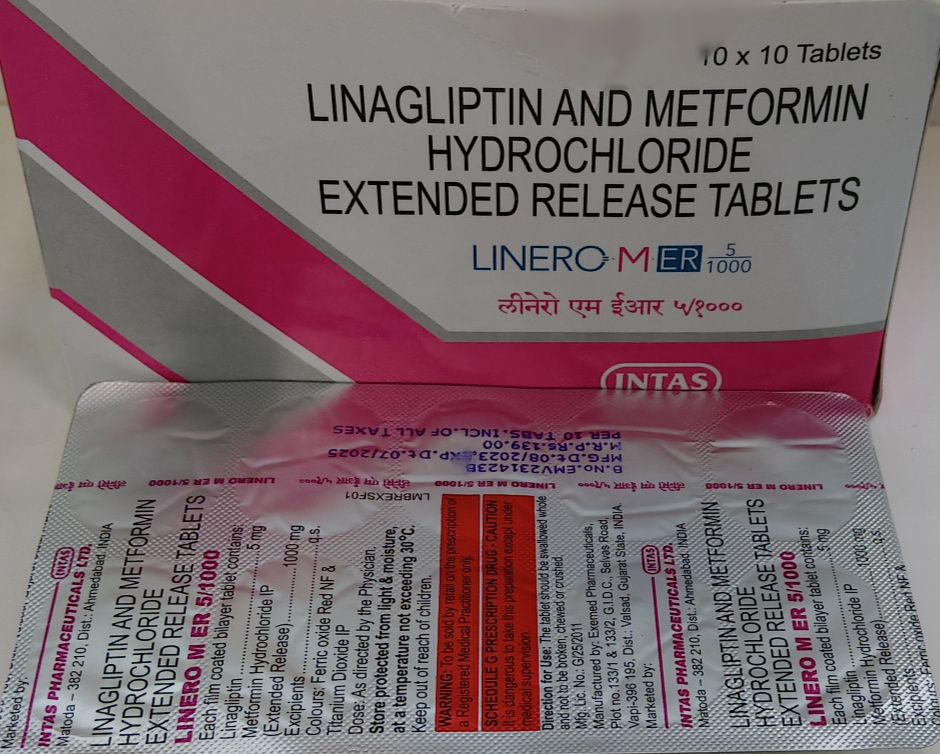 10 x 10 Tablets
LINAGLIPTIN AND METFORMIN
HYDROCHLORIDE
EXTENDED RELEASE TABLETS
LINERO M ER 5/1000
लीनेरो एम ईआर ५/१०००
INTAS
B.NO.EMV231423B
MFG.Dt.08/2023.EXP.Dt.07/2025
M.R.P.Rs.139.00
PER 10 TABS. INCL.OF ALL TAXES
LINERO M ER 5/1000
LINERO M ER 5/1000
LINERO M ER 5/1000
Marketed by:
INTAS
INTAS PHARMACEUTICALS LTD.
Matoda – 382 210, Dist.: Ahmedabad. INDIA
LINAGLIPTIN AND METFORMIN
HYDROCHLORIDE
EXTENDED RELEASE TABLETS
LINERO M ER 5/1000
Each film coated bilayer tablet contains:
Linagliptin 5 mg
Metformin Hydrochloride IP
(Extended Release) 1000 mg
Excipients q.s.
Colours: Ferric oxide Red NF &
Titanium Dioxide IP
Dose: As directed by the Physician.
Store protected from light & moisture,
at a temperature not exceeding 30°C.
Keep out of reach of children.
LMBREXSF01
WARNING: To be sold by retail on the prescription of
a Registered Medical Practitioner only.
SCHEDULE G PRESCRIPTION DRUG - CAUTION
It is dangerous to take this preparation except under
medical supervision.
Direction for Use: The tablet should be swallowed whole
and not to be broken, chewed or crushed.
Mfg. Lic. No.: G/25/2011
Manufactured by: Exemed Pharmaceuticals,
Plot no.133/1 & 133/2, G.I.D.C., Selvas Road,
Vapi-396 195, Dist.: Valsad, Gujarat State, INDIA.
Marketed by:
INTAS
INTAS PHARMACEUTICALS LTD.
Matoda – 382 210, Dist.: Ahmedabad. INDIA
LINAGLIPTIN AND METFORMIN
HYDROCHLORIDE
EXTENDED RELEASE TABLETS
LINERO M ER 5/1000
Each film coated bilayer tablet contains:
Linagliptin 5 mg
Metformin Hydrochloride IP
(Extended Release) 1000 mg
Excipients q.s.